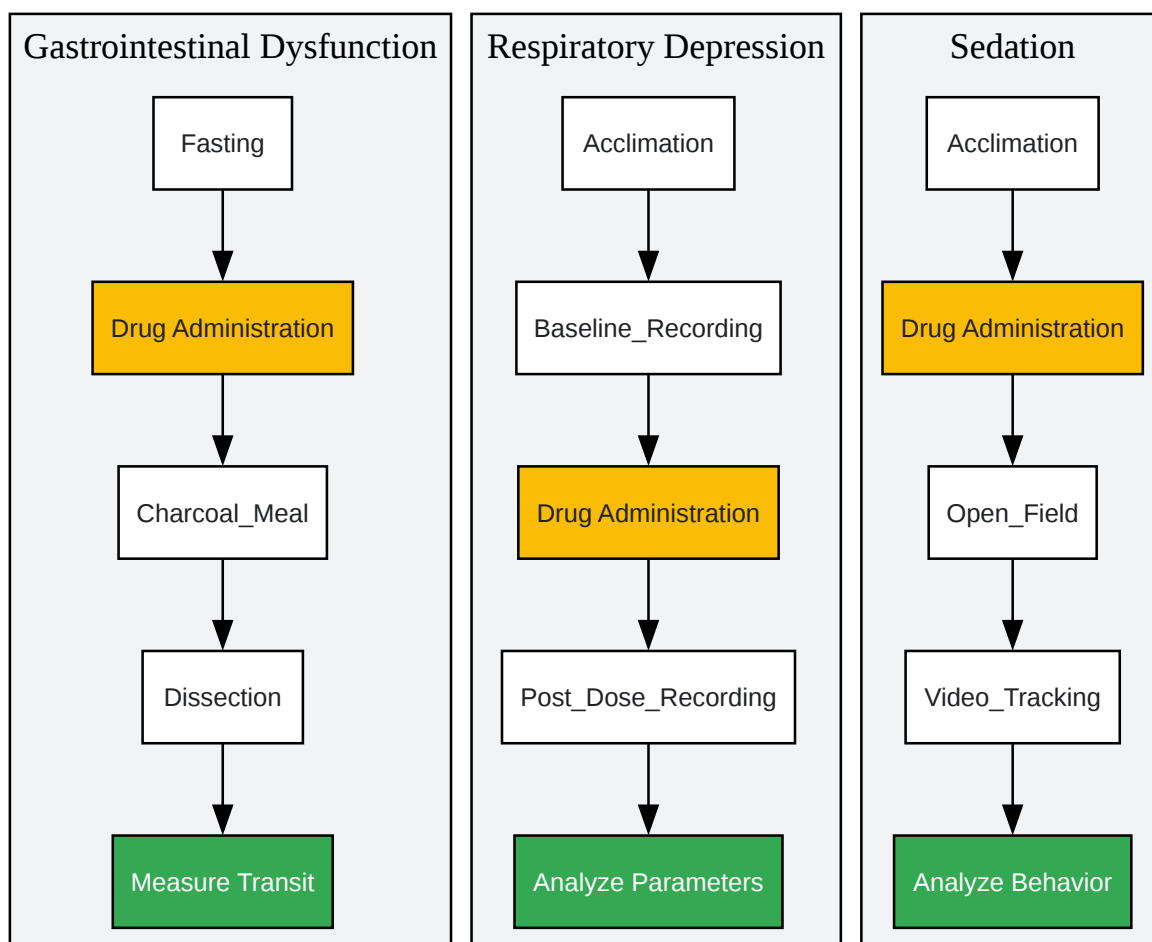 Gastrointestinal Dysfunction
Fasting
Drug Administration
Charcoal_Meal
Dissection
Measure Transit
Respiratory Depression
Acclimation
Baseline_Recording
Drug Administration
Post_Dose_Recording
Analyze Parameters
Sedation
Acclimation
Drug Administration
Open_Field
Video_Tracking
Analyze Behavior